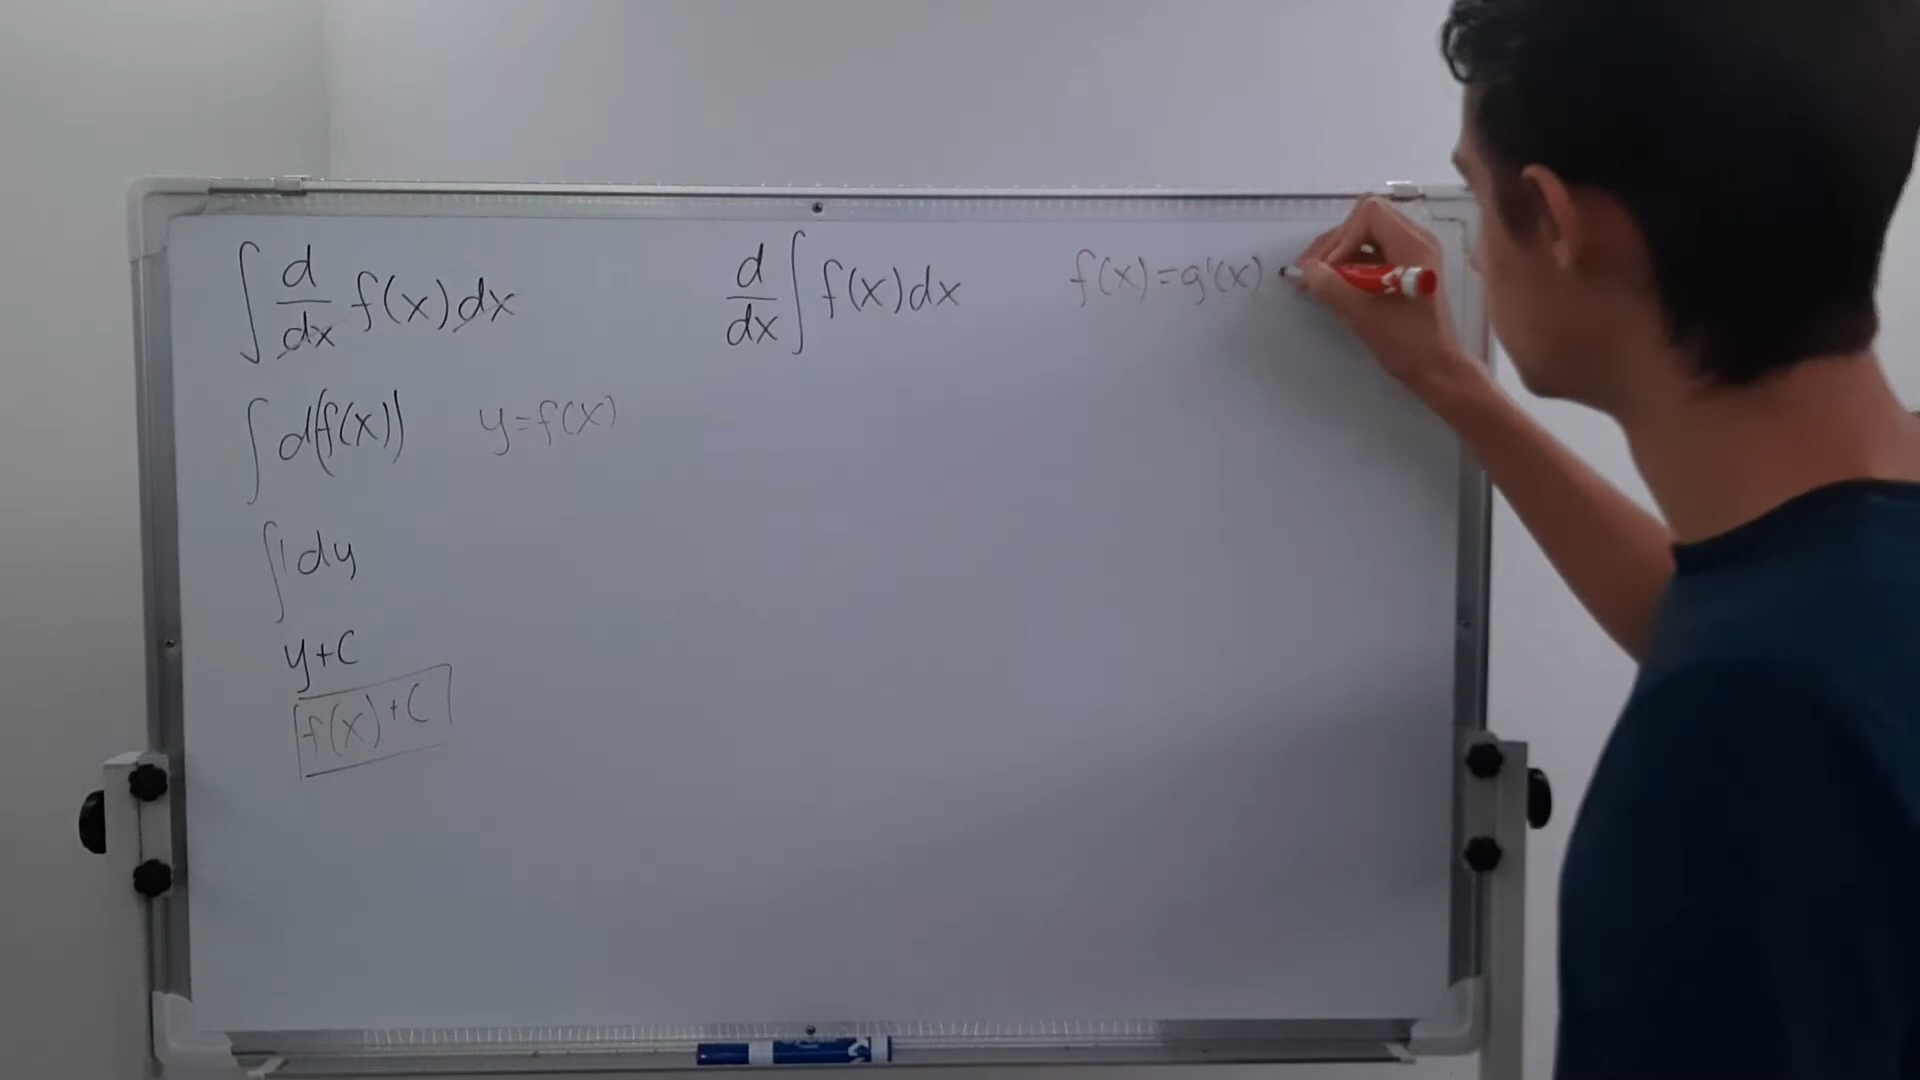 ∫ d/dx f(x)dx
∫ d(f(x))
y=f(x)
∫ 1dy
y+C
f(x)+C
d/dx ∫ f(x)dx
f(x)=g'(x)